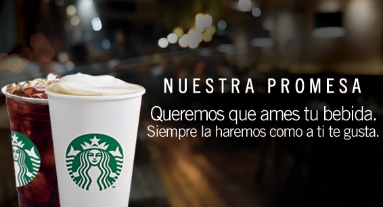 NUESTRA PROMESA
Queremos que ames tu bebida.
Siempre la haremos como a ti te gusta.